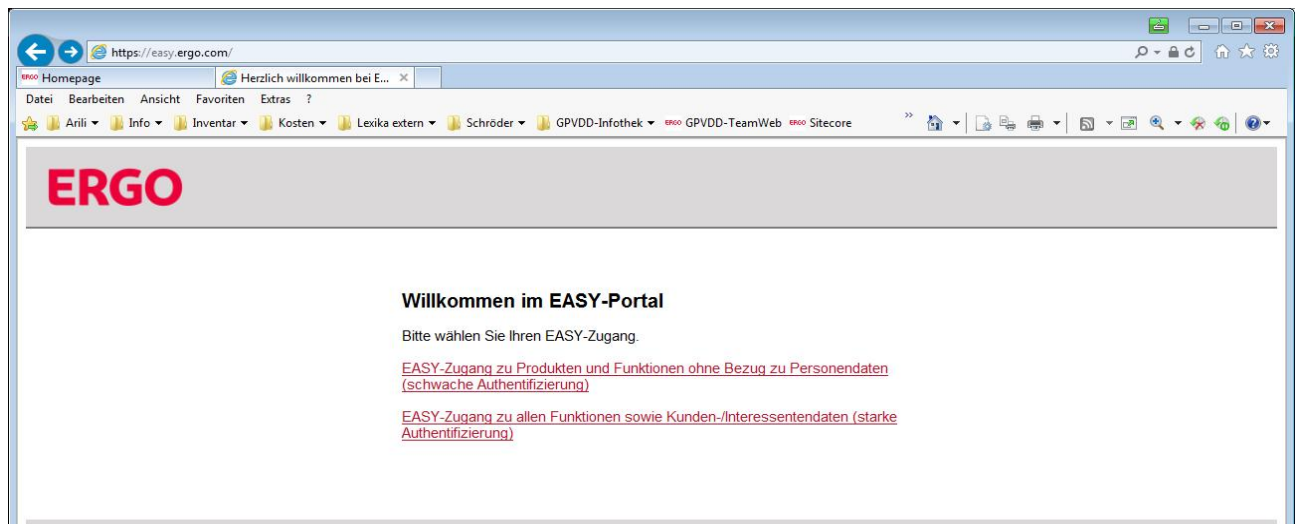 https://easy.ergo.com/
ERGO Homepage
Herzlich willkommen bei E...
Datei Bearbeiten Ansicht Favoriten Extras ?
Arili Info Inventar Kosten Lexika extern Schröder GPVDD-Infothek ERGO GPVDD-TeamWeb ERGO Sitecore
ERGO
Willkommen im EASY-Portal
Bitte wählen Sie Ihren EASY-Zugang.
EASY-Zugang zu Produkten und Funktionen ohne Bezug zu Personendaten
(schwache Authentifizierung)
EASY-Zugang zu allen Funktionen sowie Kunden-/Interessentendaten (starke
Authentifizierung)